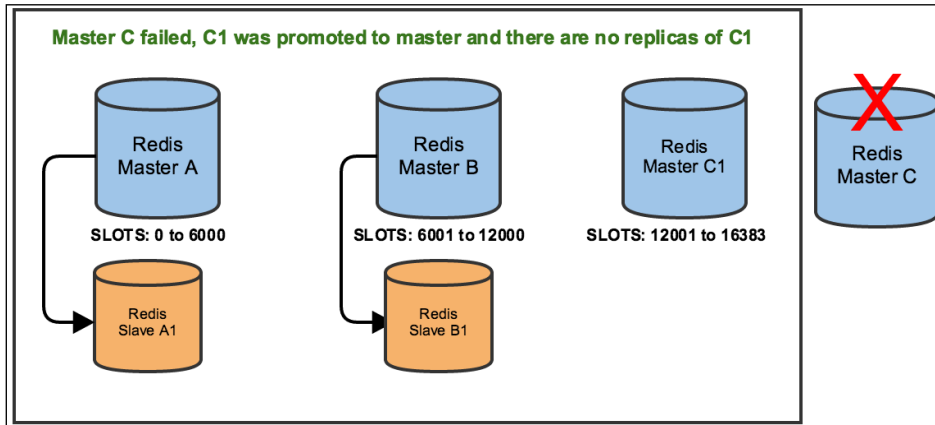 Master C failed, C1 was promoted to master and there are no replicas of C1
Redis
Master A
Redis
Master B
Redis
Master C1
X
Redis
Master C
SLOTS: 0 to 6000
SLOTS: 6001 to 12000
SLOTS: 12001 to 16383
Redis
Slave A1
Redis
Slave B1